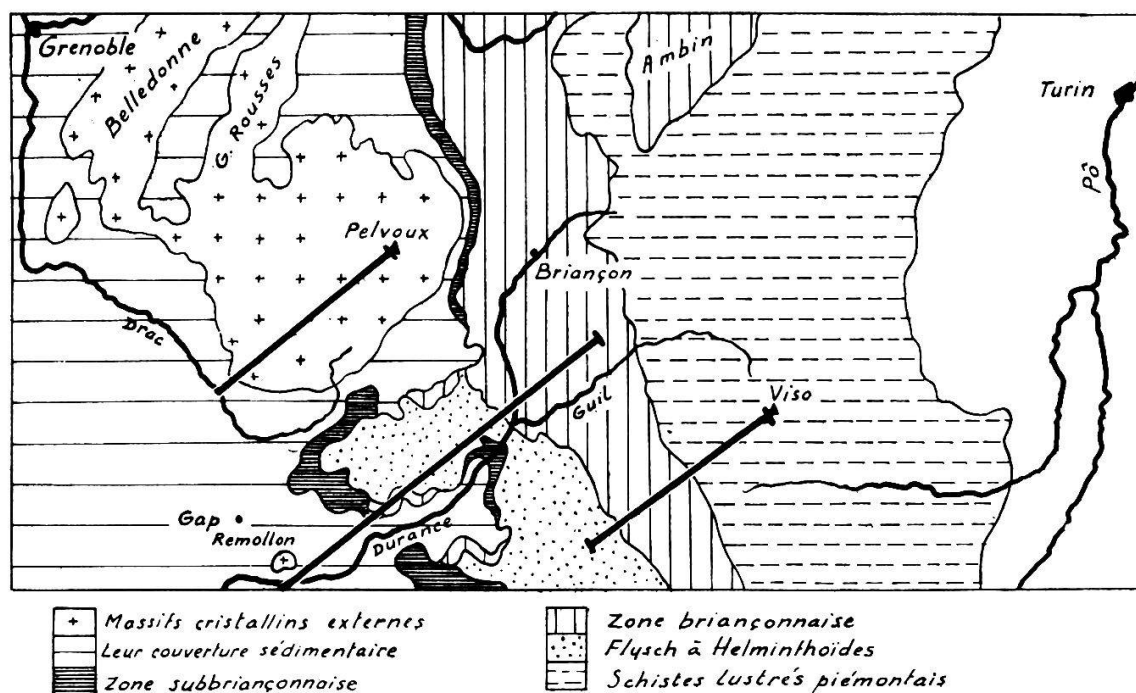 Grenoble
Belledonne
G. Rousses
Ambin
Turin
Pô
Pelvoux
Briançon
Drac
Guil
Viso
Gap
Remollon
Durance
Massifs cristallins externes
Leur couverture sédimentaire
Zone subbriançonnaise
Zone briançonnaise
Flysch à Helminthoïdes
Schistes lustrés piémontais